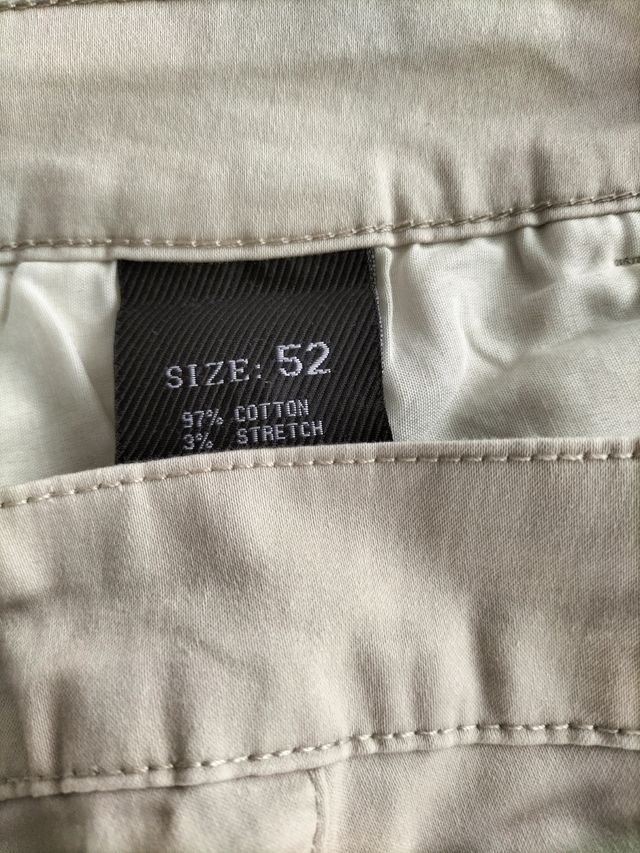 SIZE: 52
97% COTTON
3% STRETCH